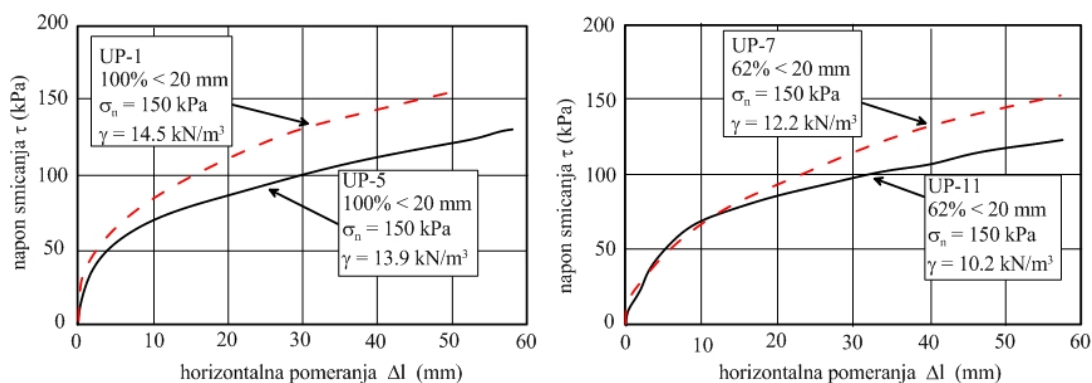 napon smicanja τ (kPa)
200
150
100
50
0
UP-1
100% < 20 mm
σn = 150 kPa
γ = 14.5 kN/m³
UP-5
100% < 20 mm
σn = 150 kPa
γ = 13.9 kN/m³
0 10 20 30 40 50 60
horizontalna pomeranja Δl (mm)
napon smicanja τ (kPa)
200
150
100
50
0
UP-7
62% < 20 mm
σn = 150 kPa
γ = 12.2 kN/m³
UP-11
62% < 20 mm
σn = 150 kPa
γ = 10.2 kN/m³
0 10 20 30 40 50 60
horizontalna pomeranja Δl (mm)